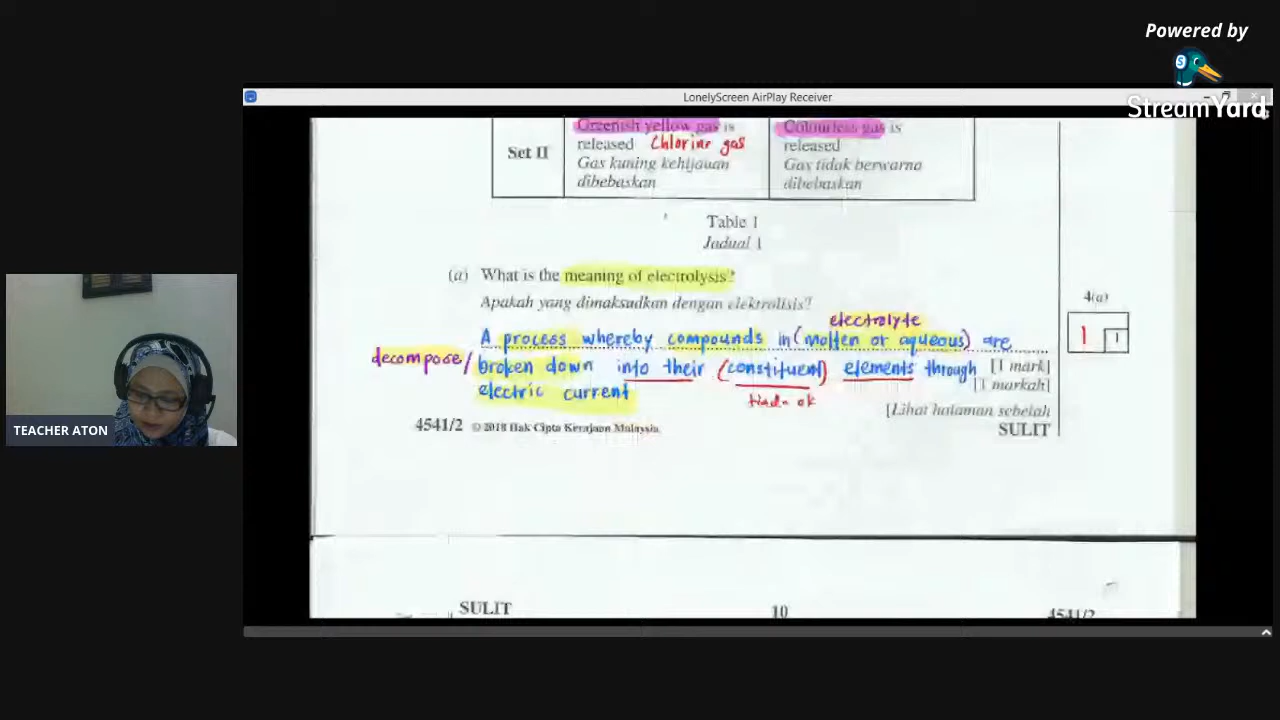 Powered by
StreamYard
LonelyScreen AirPlay Receiver
Greenish yellow gas is
released Chlorine gas
Gas kuning kehijauan
dibebaskan
Set II
Colourless gas is
released
Gas tidak berwarna
dibebaskan
Table 1
Jadual 1
(a) What is the meaning of electrolysis?
Apakah yang dimaksudkan dengan elektrolisis?
4(a)
electrolyte
A process whereby compounds in (molten or aqueous) are
1 1
decompose/ broken down into their (constituent) elements through
[1 mark]
electric current
[1 markah]
tiada ok
[Lihat halaman sebelah
4541/2 © 2018 Hak Cipta Kerajaan Malaysia
SULIT
TEACHER ATON
SULIT 10 4541/2